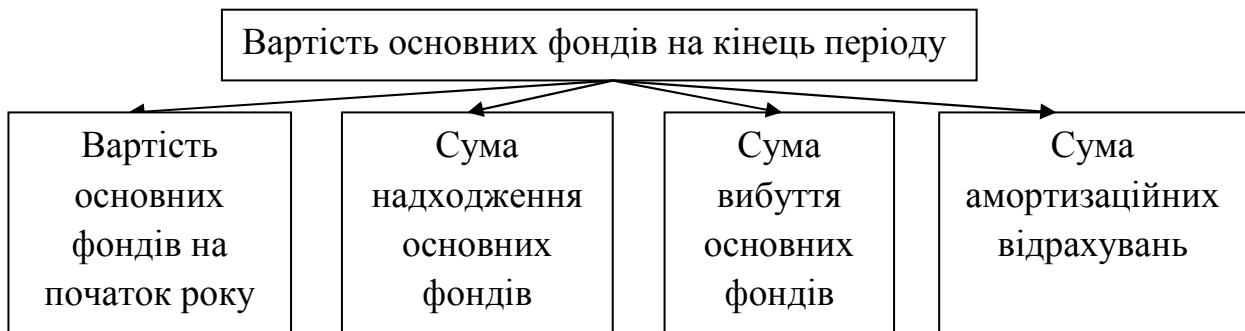 Вартість основних фондів на кінець періоду
Вартість
основних
фондів на
початок року
Сума
надходження
основних
фондів
Сума
вибуття
основних
фондів
Сума
амортизаційних
відрахувань